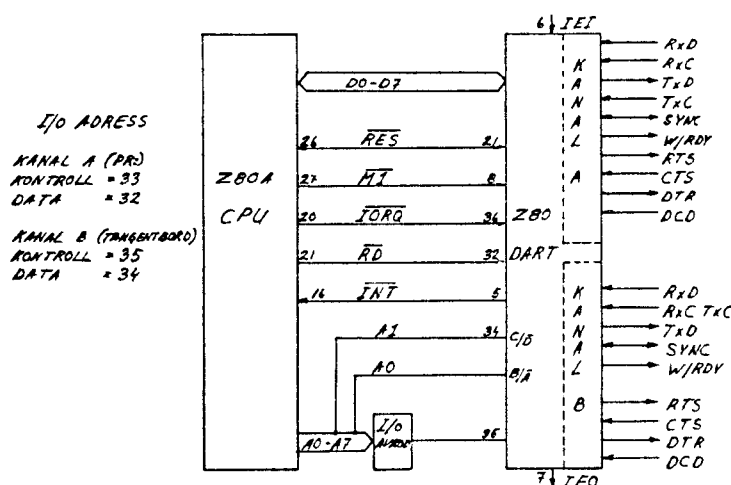 6 IEI
I/O ADRESS
KANAL A (PR:)
KONTROLL = 33
DATA = 32
KANAL B (TANGENTBORD)
KONTROLL = 35
DATA = 34
Z80A
CPU
D0-D7
26 RES 21
27 M1 8
20 IORQ 36
21 RD 32
16 INT 5
A1 34 C/D
A0 B/A
A0-A7
I/O
35
Z80
DART
KANAL A
RxD
RxC
TxD
TxC
SYNC
W/RDY
RTS
CTS
DTR
DCD
KANAL B
RxD
RxC TxC
TxD
SYNC
W/RDY
RTS
CTS
DTR
DCD
7 IEO